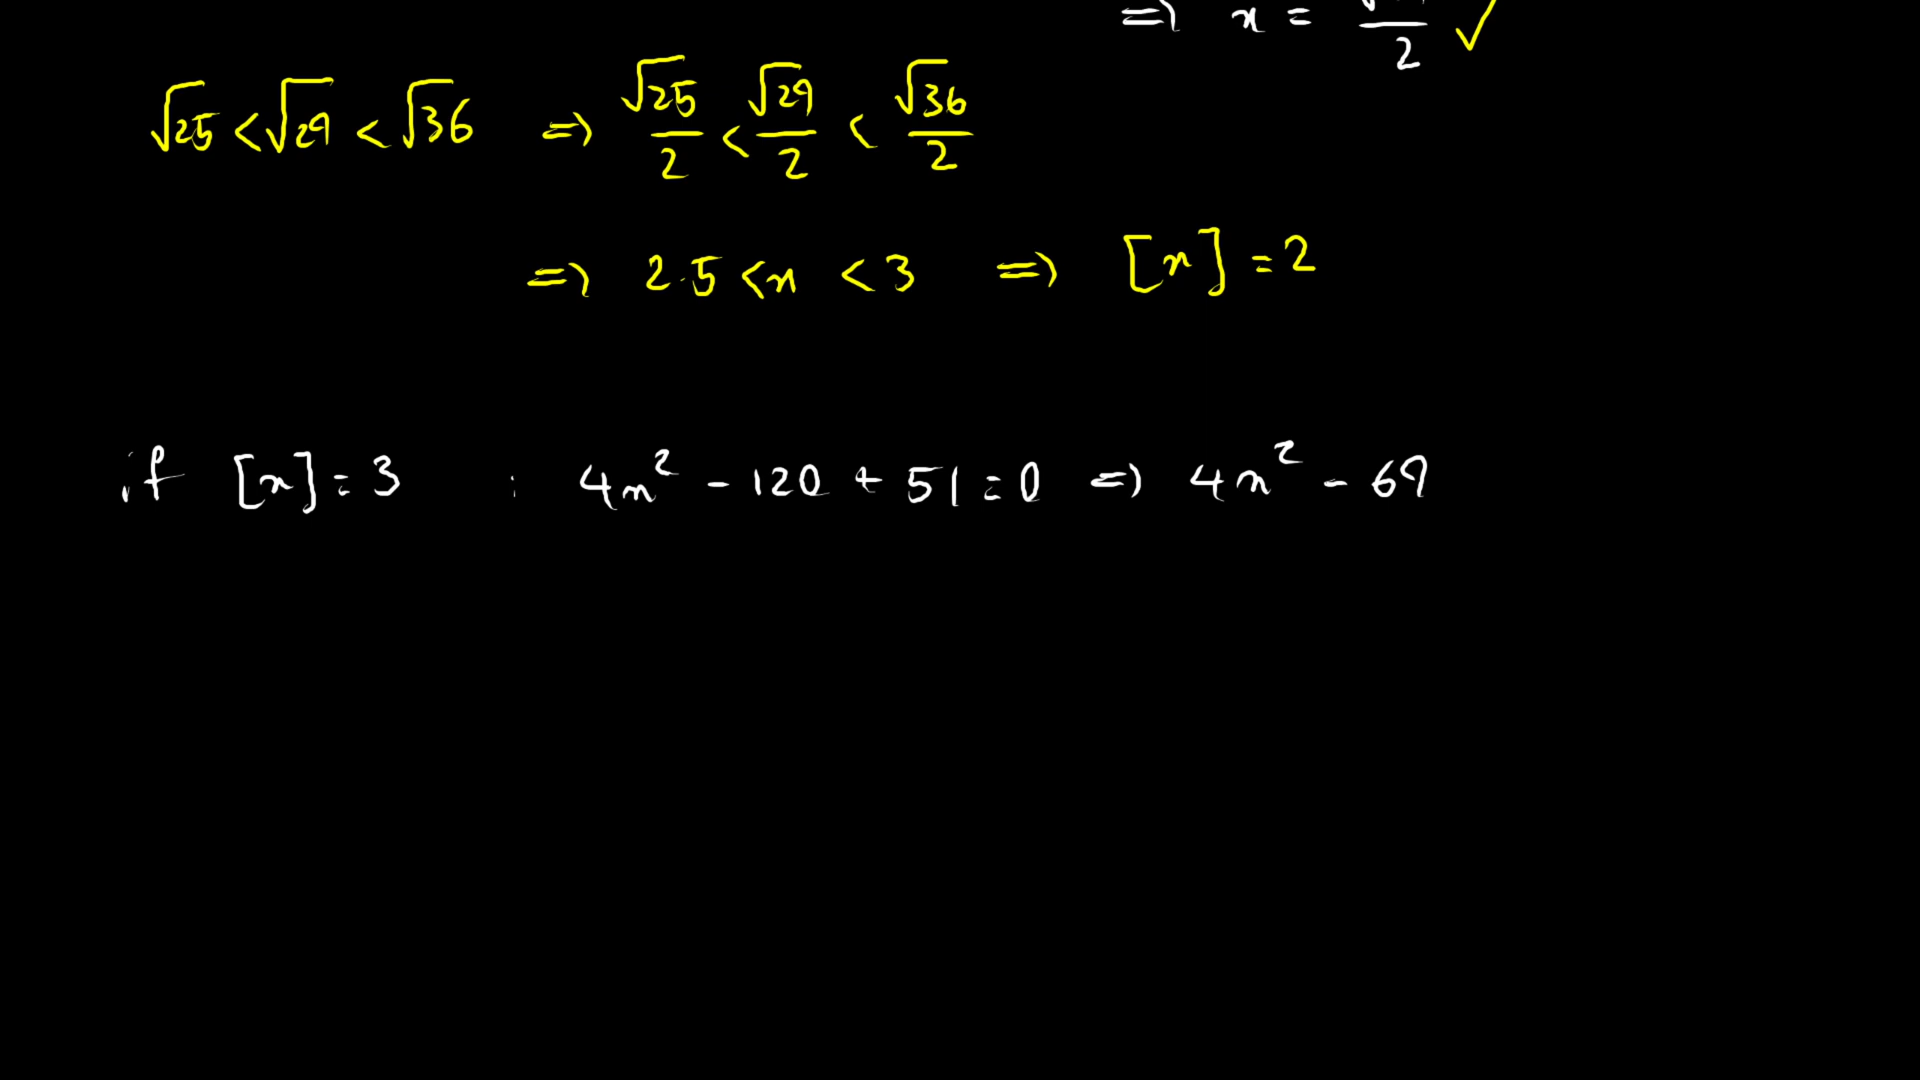 => x = √ / 2 ✓
√25 < √29 < √36 => √25/2 < √29/2 < √36/2
=> 2.5 < x < 3 => [x] = 2
if [x] = 3 : 4x² - 120 + 51 = 0 => 4x² - 69